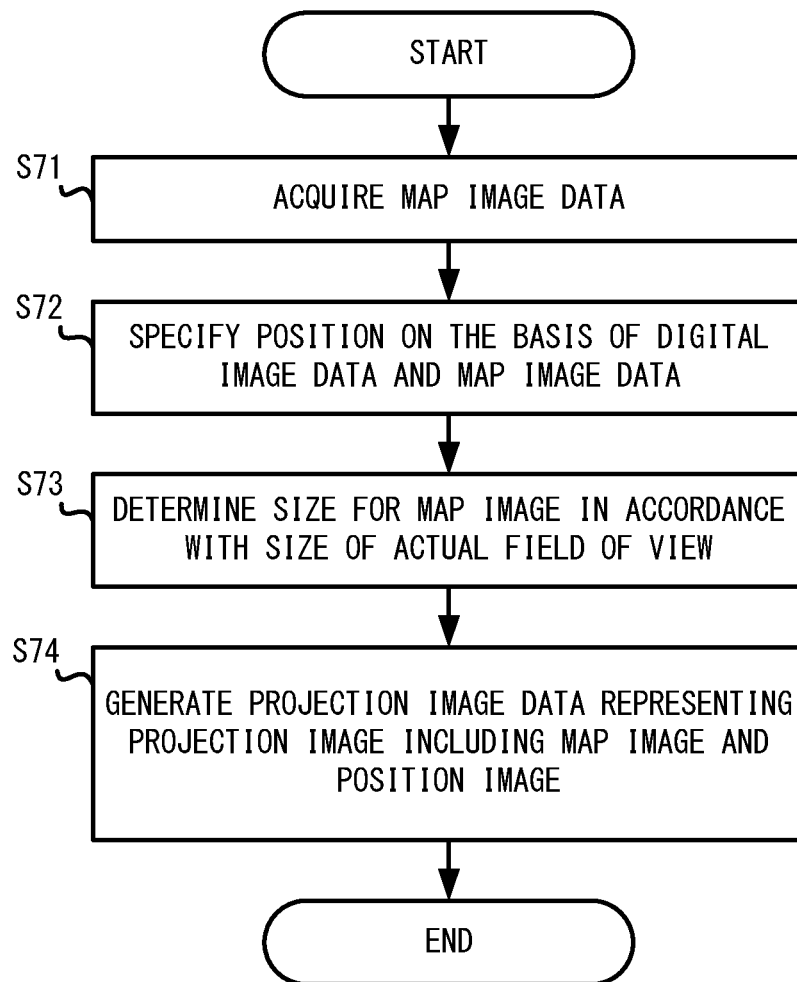 START
S71
ACQUIRE MAP IMAGE DATA
S72
SPECIFY POSITION ON THE BASIS OF DIGITAL
IMAGE DATA AND MAP IMAGE DATA
S73
DETERMINE SIZE FOR MAP IMAGE IN ACCORDANCE
WITH SIZE OF ACTUAL FIELD OF VIEW
S74
GENERATE PROJECTION IMAGE DATA REPRESENTING
PROJECTION IMAGE INCLUDING MAP IMAGE AND
POSITION IMAGE
END